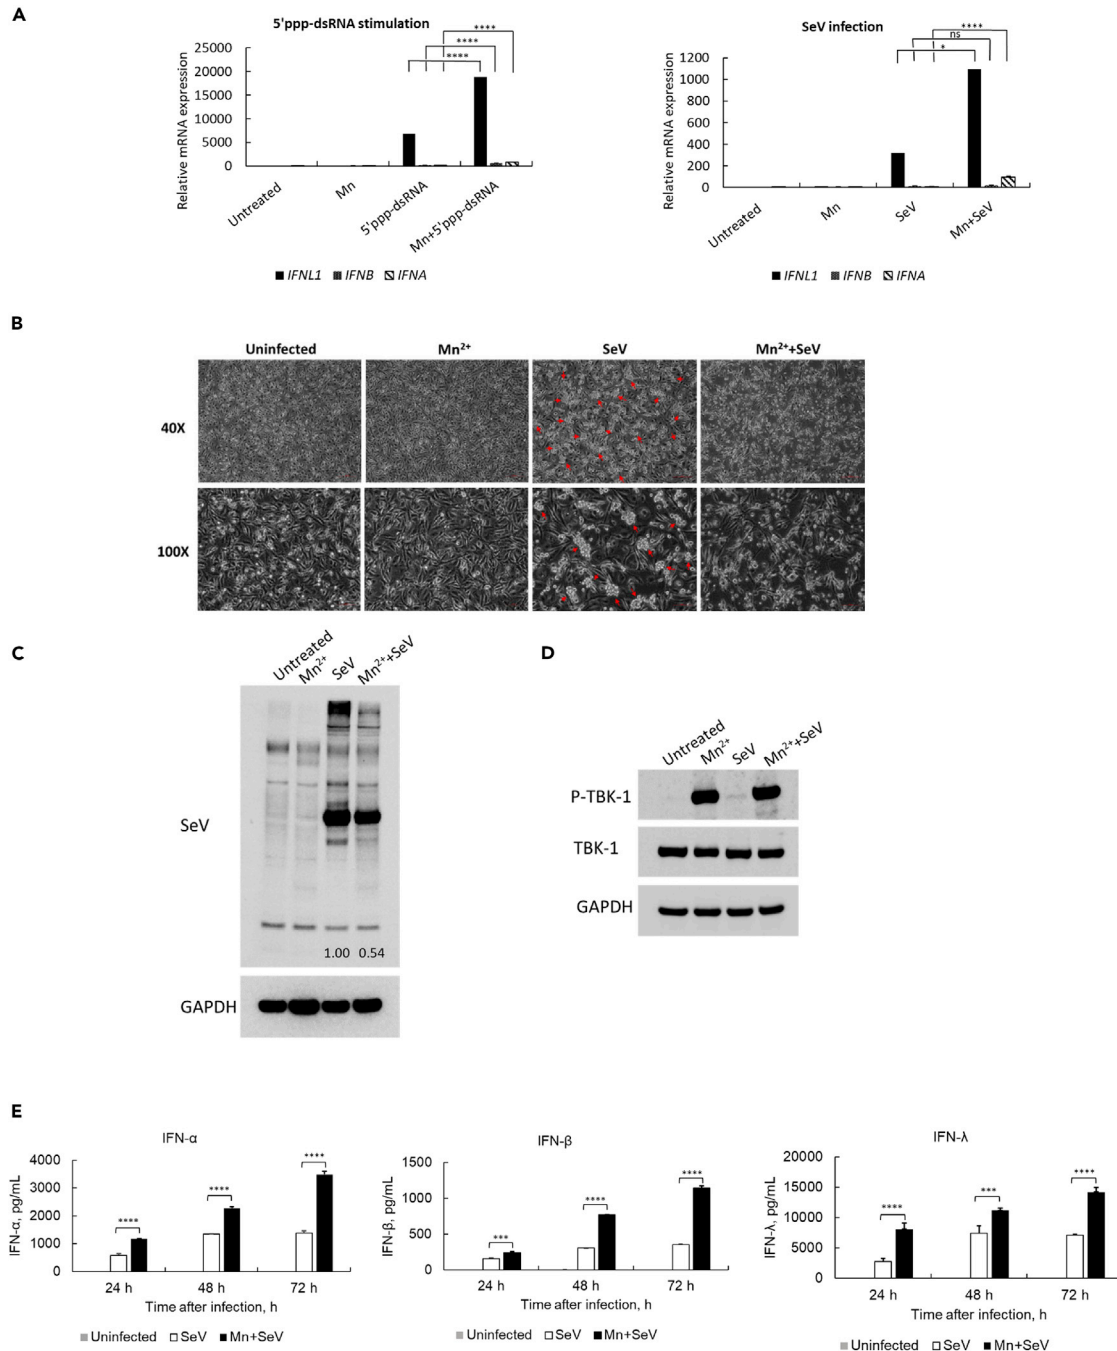 A
5'ppp-dsRNA stimulation
Relative mRNA expression
25000
20000
15000
10000
5000
0
****
****
****
Untreated
Mn
5'ppp-dsRNA
Mn+5'ppp-dsRNA
IFNL1 IFNB IFNA
SeV infection
Relative mRNA expression
1200
1000
800
600
400
200
0
****
ns
*
Untreated
Mn
SeV
Mn+SeV
IFNL1 IFNB IFNA
B
Uninfected Mn²⁺ SeV Mn²⁺+SeV
40X
100X
C
Untreated
Mn²⁺
SeV
Mn²⁺+SeV
SeV
1.00 0.54
GAPDH
D
Untreated
Mn²⁺
SeV
Mn²⁺+SeV
P-TBK-1
TBK-1
GAPDH
E
IFN-α
IFN-α, pg/mL
4000
3000
2000
1000
0
****
****
****
24 h 48 h 72 h
Time after infection, h
Uninfected SeV Mn+SeV
IFN-β
IFN-β, pg/mL
1500
1000
500
0
***
****
****
24 h 48 h 72 h
Time after infection, h
Uninfected SeV Mn+SeV
IFN-λ
IFN-λ, pg/mL
20000
15000
10000
5000
0
****
***
****
24 h 48 h 72 h
Time after infection, h
Uninfected SeV Mn+SeV